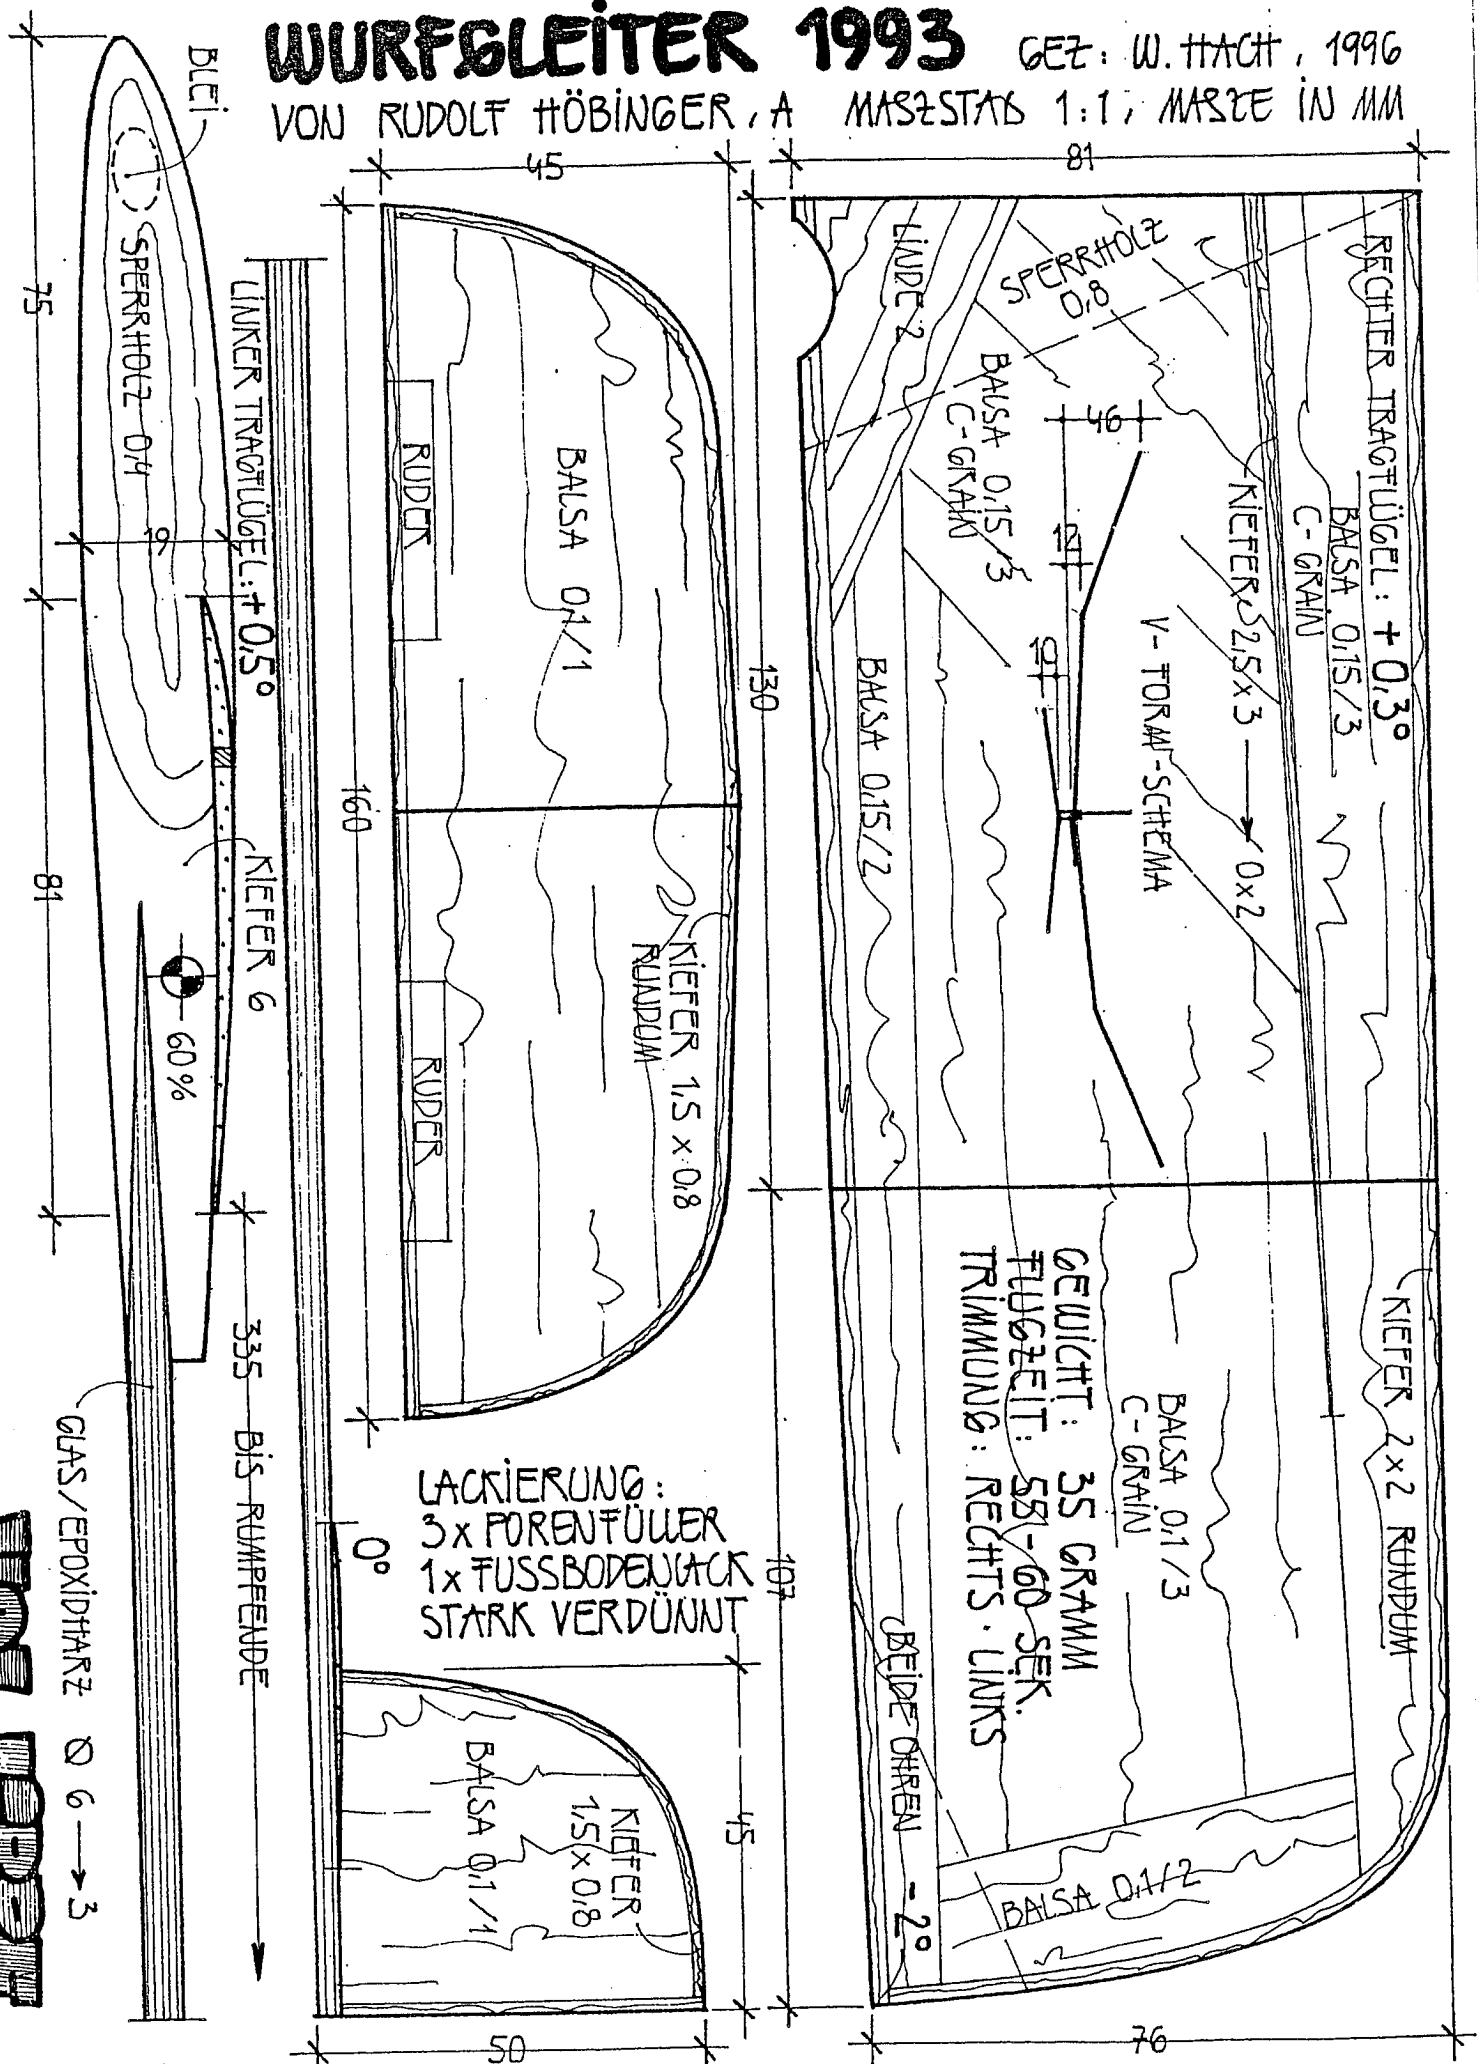 WURFGLEITER 1993
GEZ: W. HACH, 1996
VON RUDOLF HÖBINGER, A
MASZSTAB 1:1, MASZE IN MM
BLEI
SPERRHOLZ 0,4
75
19
81
LINKER TRAGFLÜGEL: + 0,5°
KIEFER 6
60%
335 BIS RUMPFENDE
GLAS/EPOXIDHARZ Ø 6 → 3
45
160
RUDER
BALSA 0,1/1
RUDER
KIEFER 1,5 x 0,8
RUNDUM
LACKIERUNG:
3x PORENFÜLLER
1x FUSSBODENLACK
STARK VERDÜNNT
0°
45
BALSA 0,1/1
KIEFER
1,5 x 0,8
50
81
130
107
76
RECHTER TRAGFLÜGEL: + 0,3°
BALSA 0,15/3
C-GRAIN
KIEFER 2,5 x 3 → 0x2
SPERRHOLZ
0,8
LINDE 2
BALSA 0,15/3
C-GRAIN
46
12
10
V-FORM-SCHEMA
BALSA 0,15/2
KIEFER 2x2 RUNDUM
BALSA 0,1/3
C-GRAIN
GEWICHT: 35 GRAMM
FLUGZEIT: 55-60 SEK.
TRIMMUNG: RECHTS-LINKS
BEIDE OHREN -2°
BALSA 0,1/2